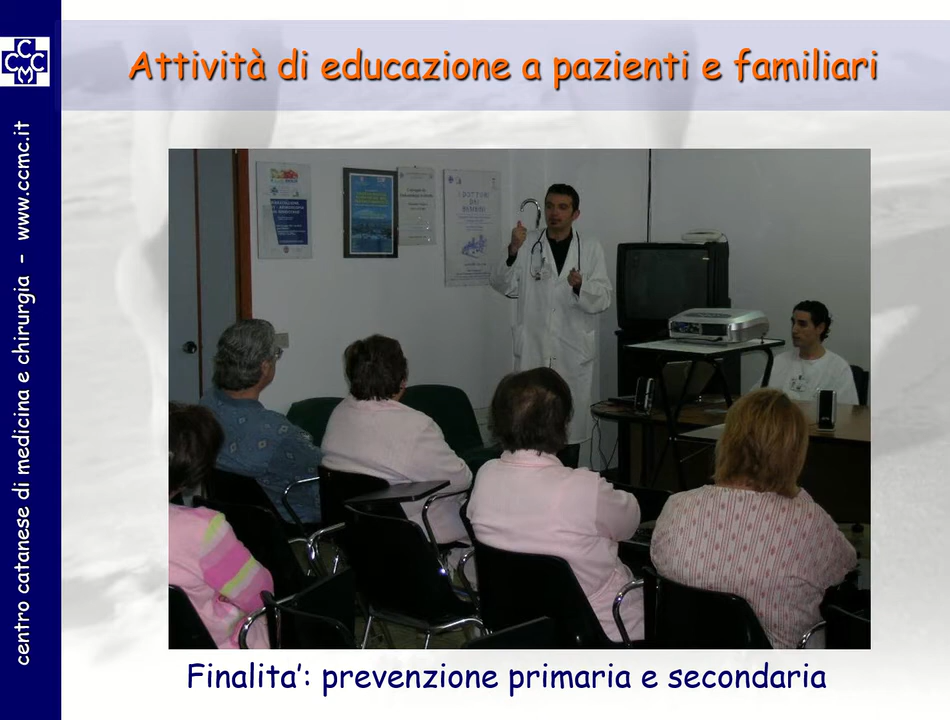 Attività di educazione a pazienti e familiari
C
C C C
M
centro catanese di medicina e chirurgia - www.ccmc.it
Finalita’: prevenzione primaria e secondaria